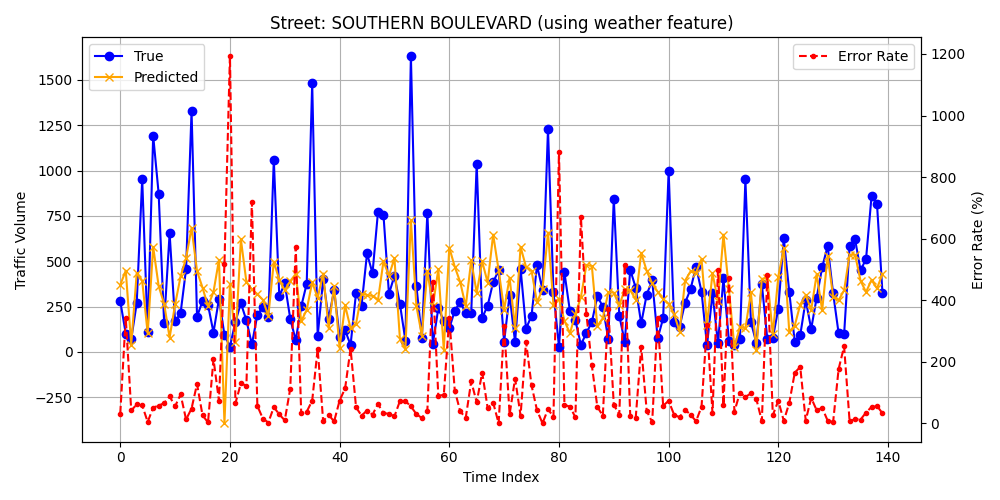 Street: SOUTHERN BOULEVARD (using weather feature)
True
Predicted
Error Rate
1500
1250
1000
750
500
250
0
−250
1200
1000
800
600
400
200
0
Traffic Volume
Error Rate (%)
0 20 40 60 80 100 120 140
Time Index